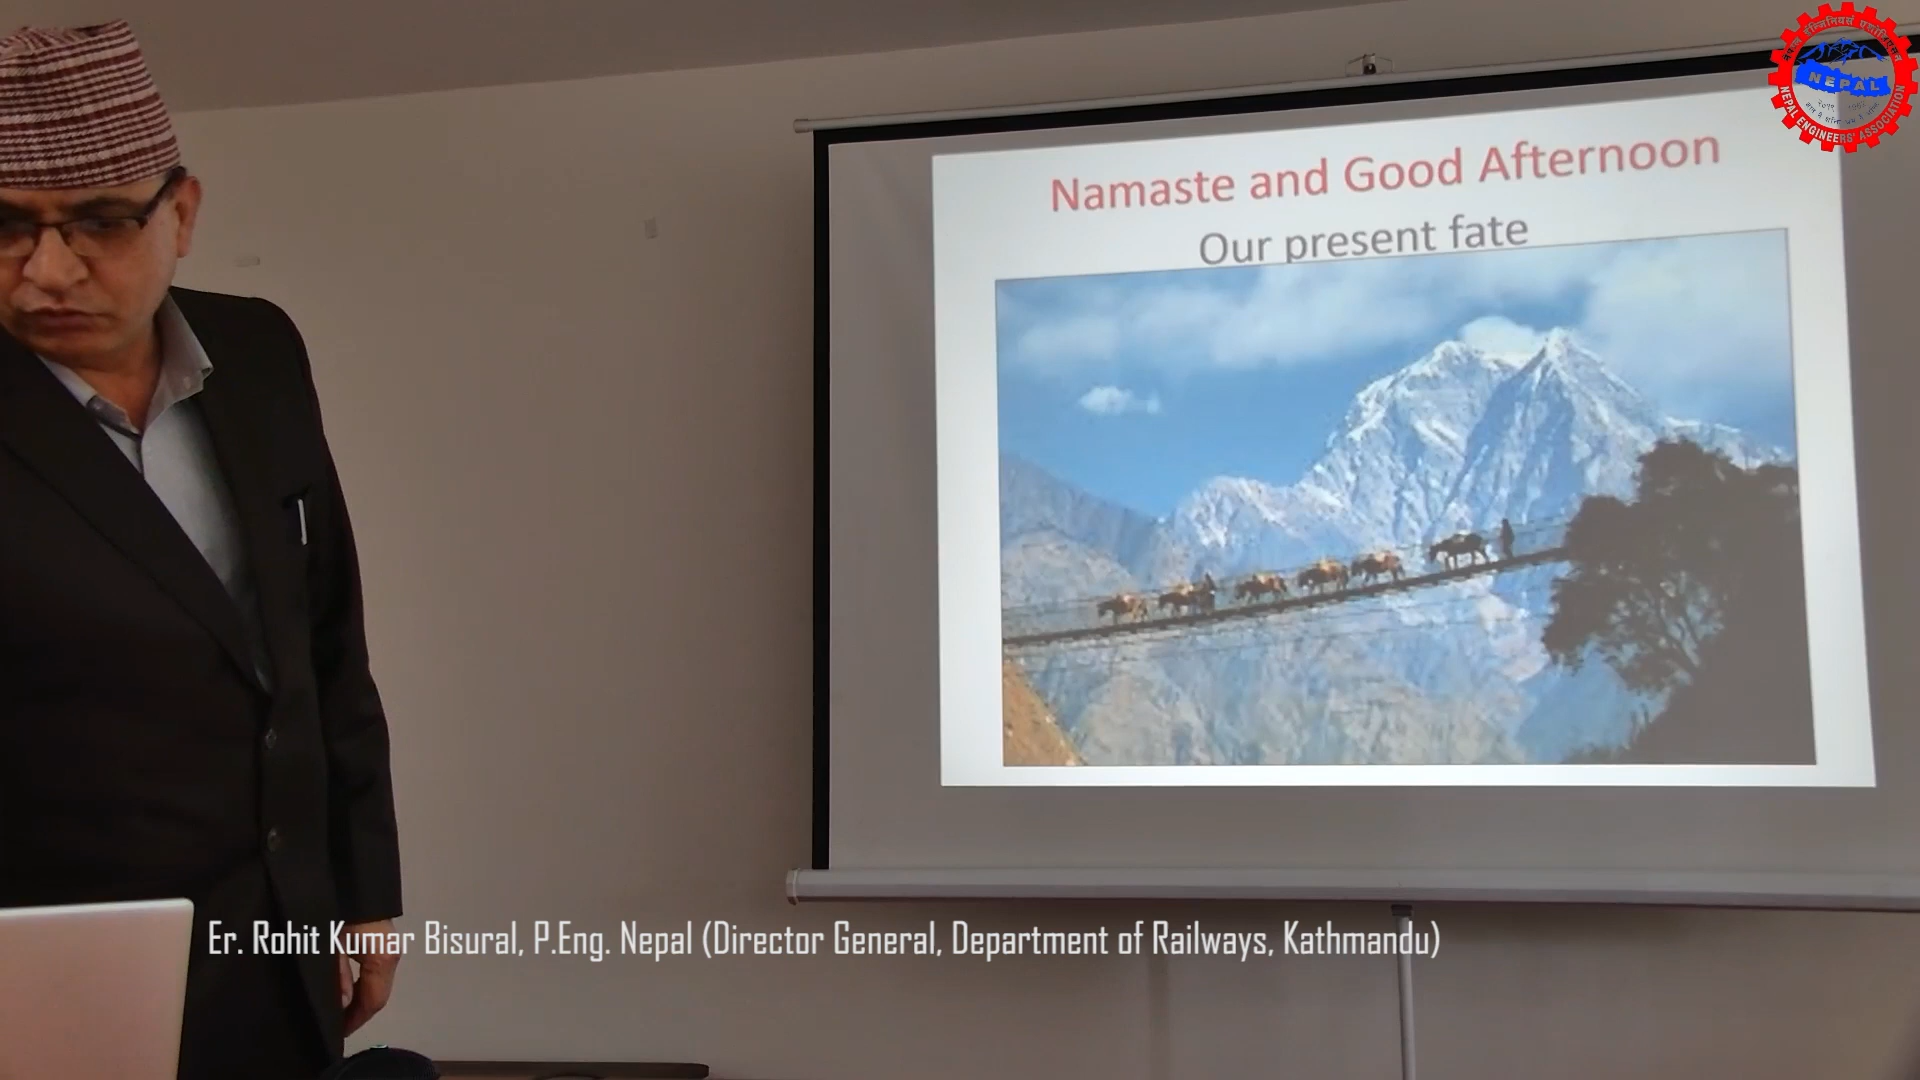 Namaste and Good Afternoon
Our present fate
NEPAL
NEPAL ENGINEERS' ASSOCIATION
Er. Rohit Kumar Bisural, P.Eng. Nepal (Director General, Department of Railways, Kathmandu)